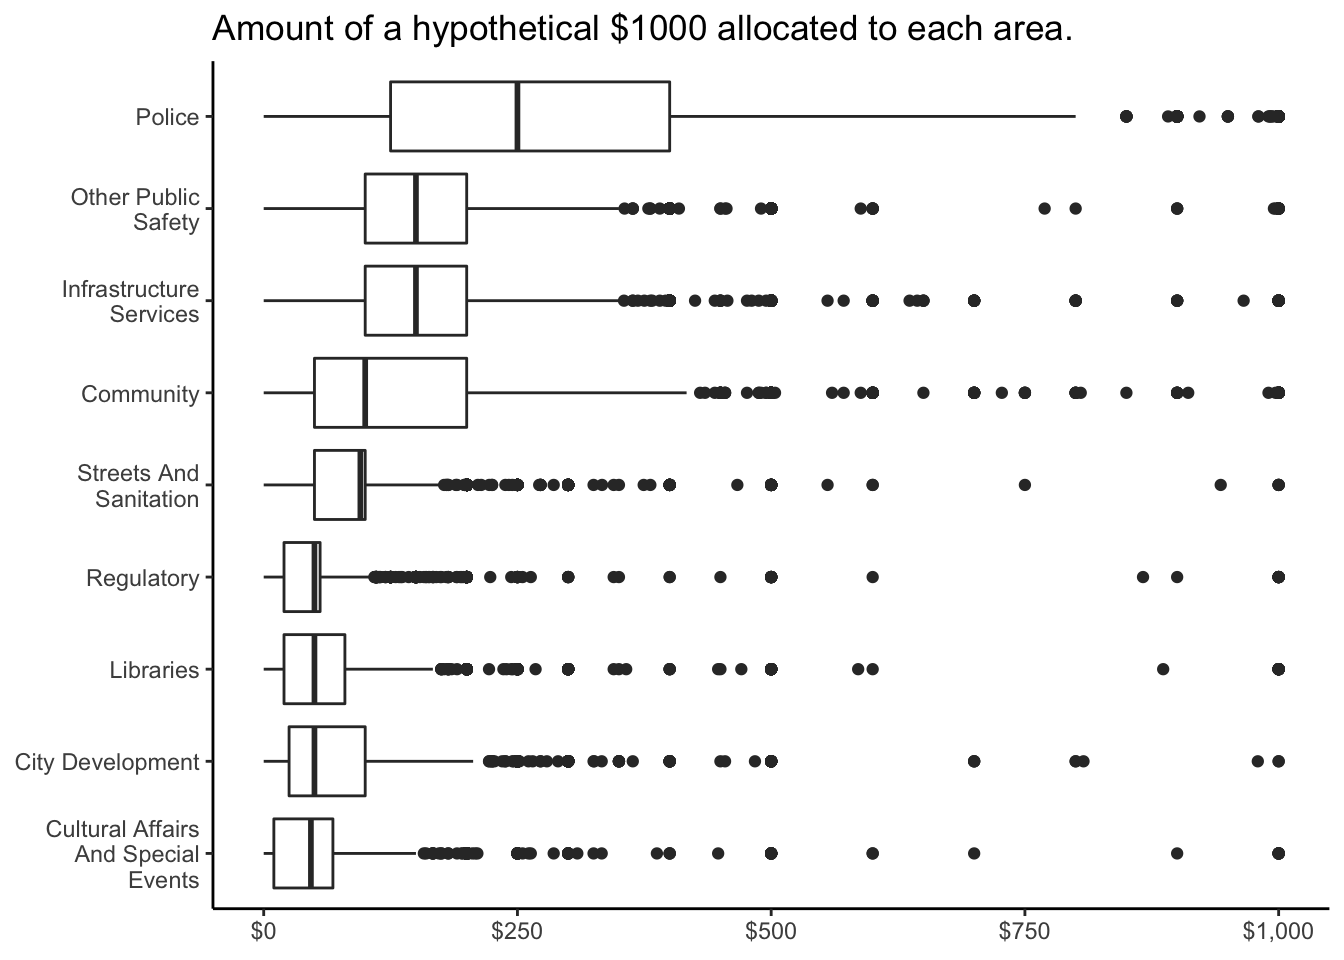 Amount of a hypothetical $1000 allocated to each area.
Police
Other Public
Safety
Infrastructure
Services
Community
Streets And
Sanitation
Regulatory
Libraries
City Development
Cultural Affairs
And Special
Events
$0
$250
$500
$750
$1,000